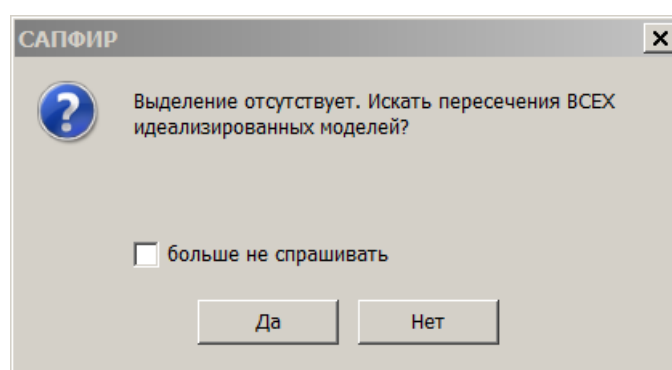 САПФИР
Выделение отсутствует. Искать пересечения ВСЕХ
идеализированных моделей?
больше не спрашивать
Да
Нет